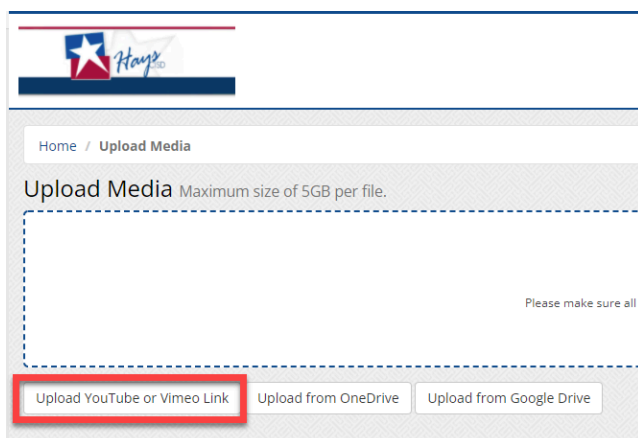 Hays
Home / Upload Media
Upload Media Maximum size of 5GB per file.
Please make sure all
Upload YouTube or Vimeo Link Upload from OneDrive Upload from Google Drive